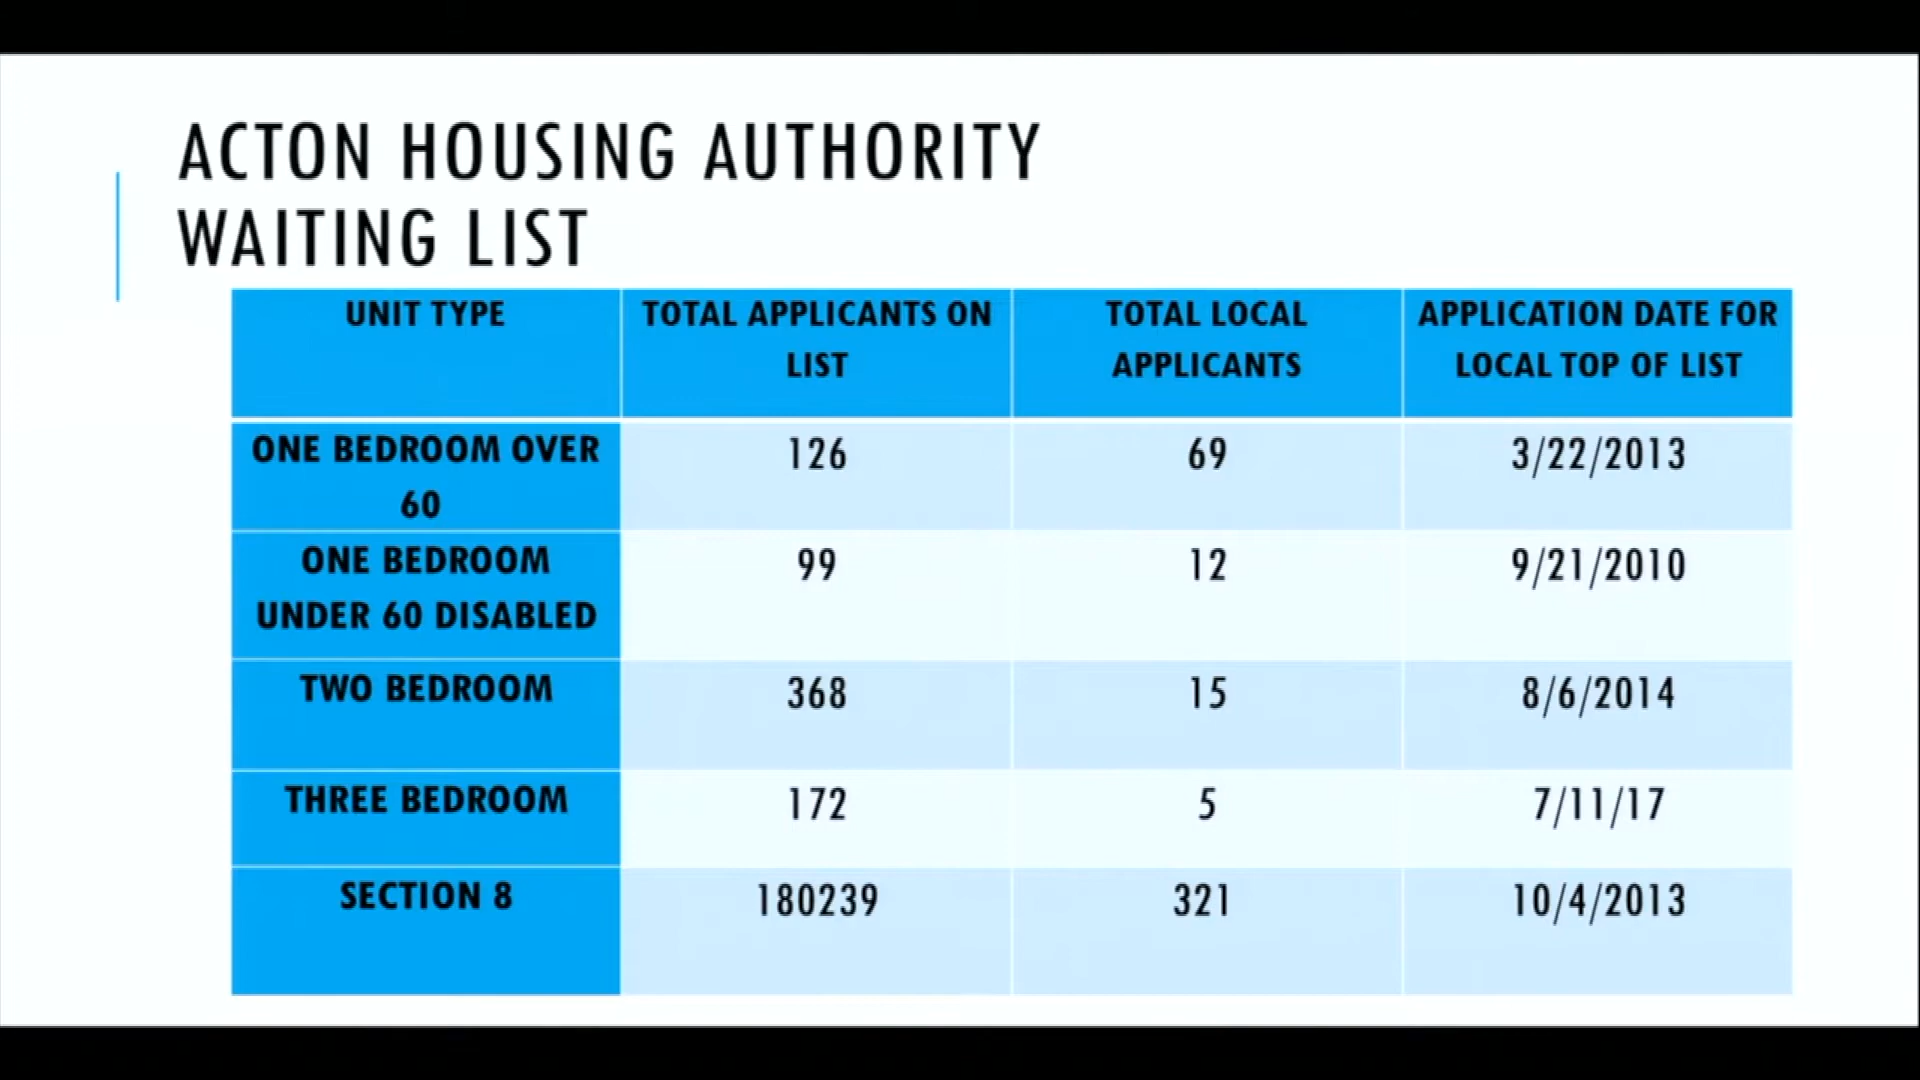 ACTON HOUSING AUTHORITY
WAITING LIST
UNIT TYPE
TOTAL APPLICANTS ON
LIST
TOTAL LOCAL
APPLICANTS
APPLICATION DATE FOR
LOCAL TOP OF LIST
ONE BEDROOM OVER
60
126
69
3/22/2013
ONE BEDROOM
UNDER 60 DISABLED
99
12
9/21/2010
TWO BEDROOM
368
15
8/6/2014
THREE BEDROOM
172
5
7/11/17
SECTION 8
180239
321
10/4/2013